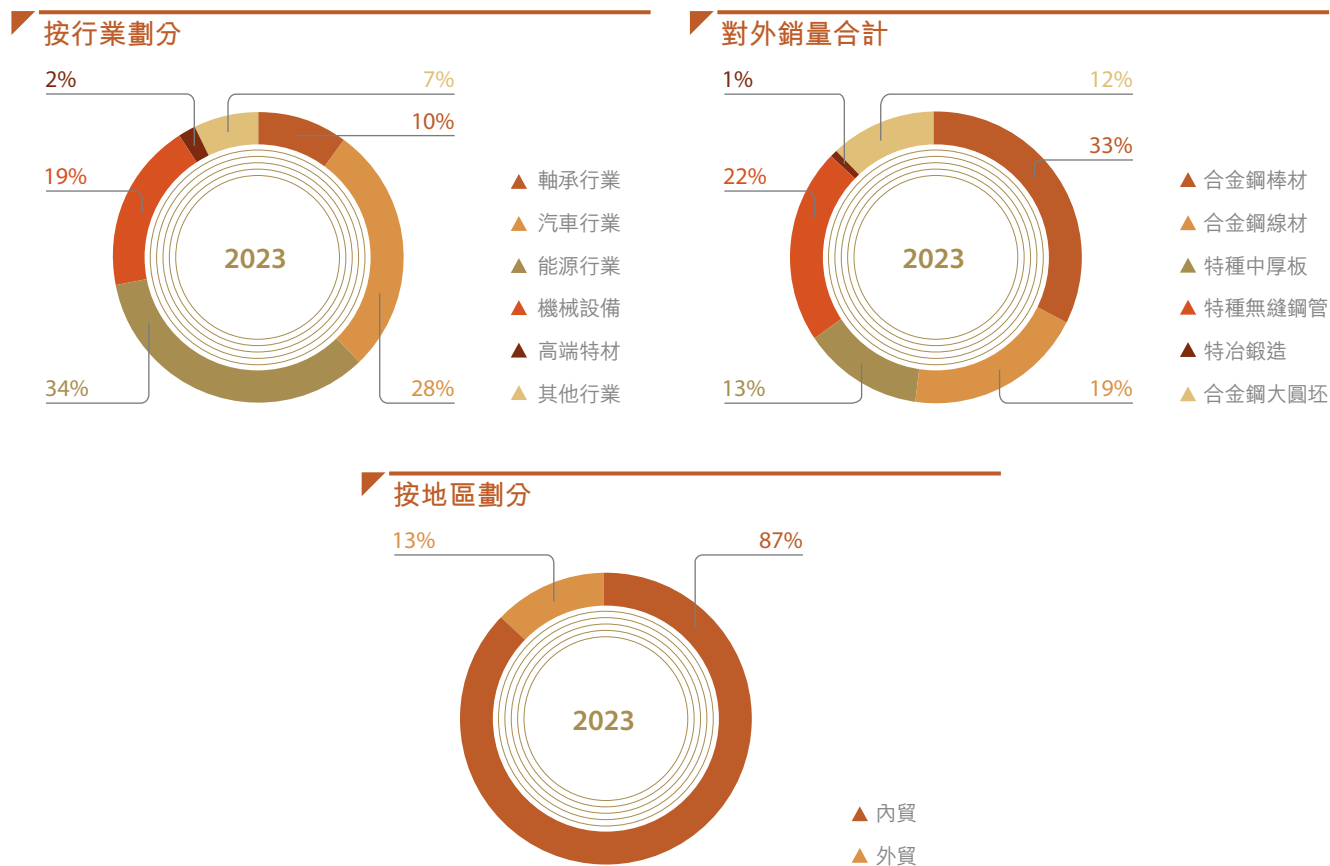 按行業劃分
2%
7%
10%
19%
34%
28%
2023
軸承行業
汽車行業
能源行業
機械設備
高端特材
其他行業
對外銷量合計
1%
12%
33%
22%
13%
19%
2023
合金鋼棒材
合金鋼線材
特種中厚板
特種無縫鋼管
特冶鍛造
合金鋼大圓坯
按地區劃分
13%
87%
2023
內貿
外貿